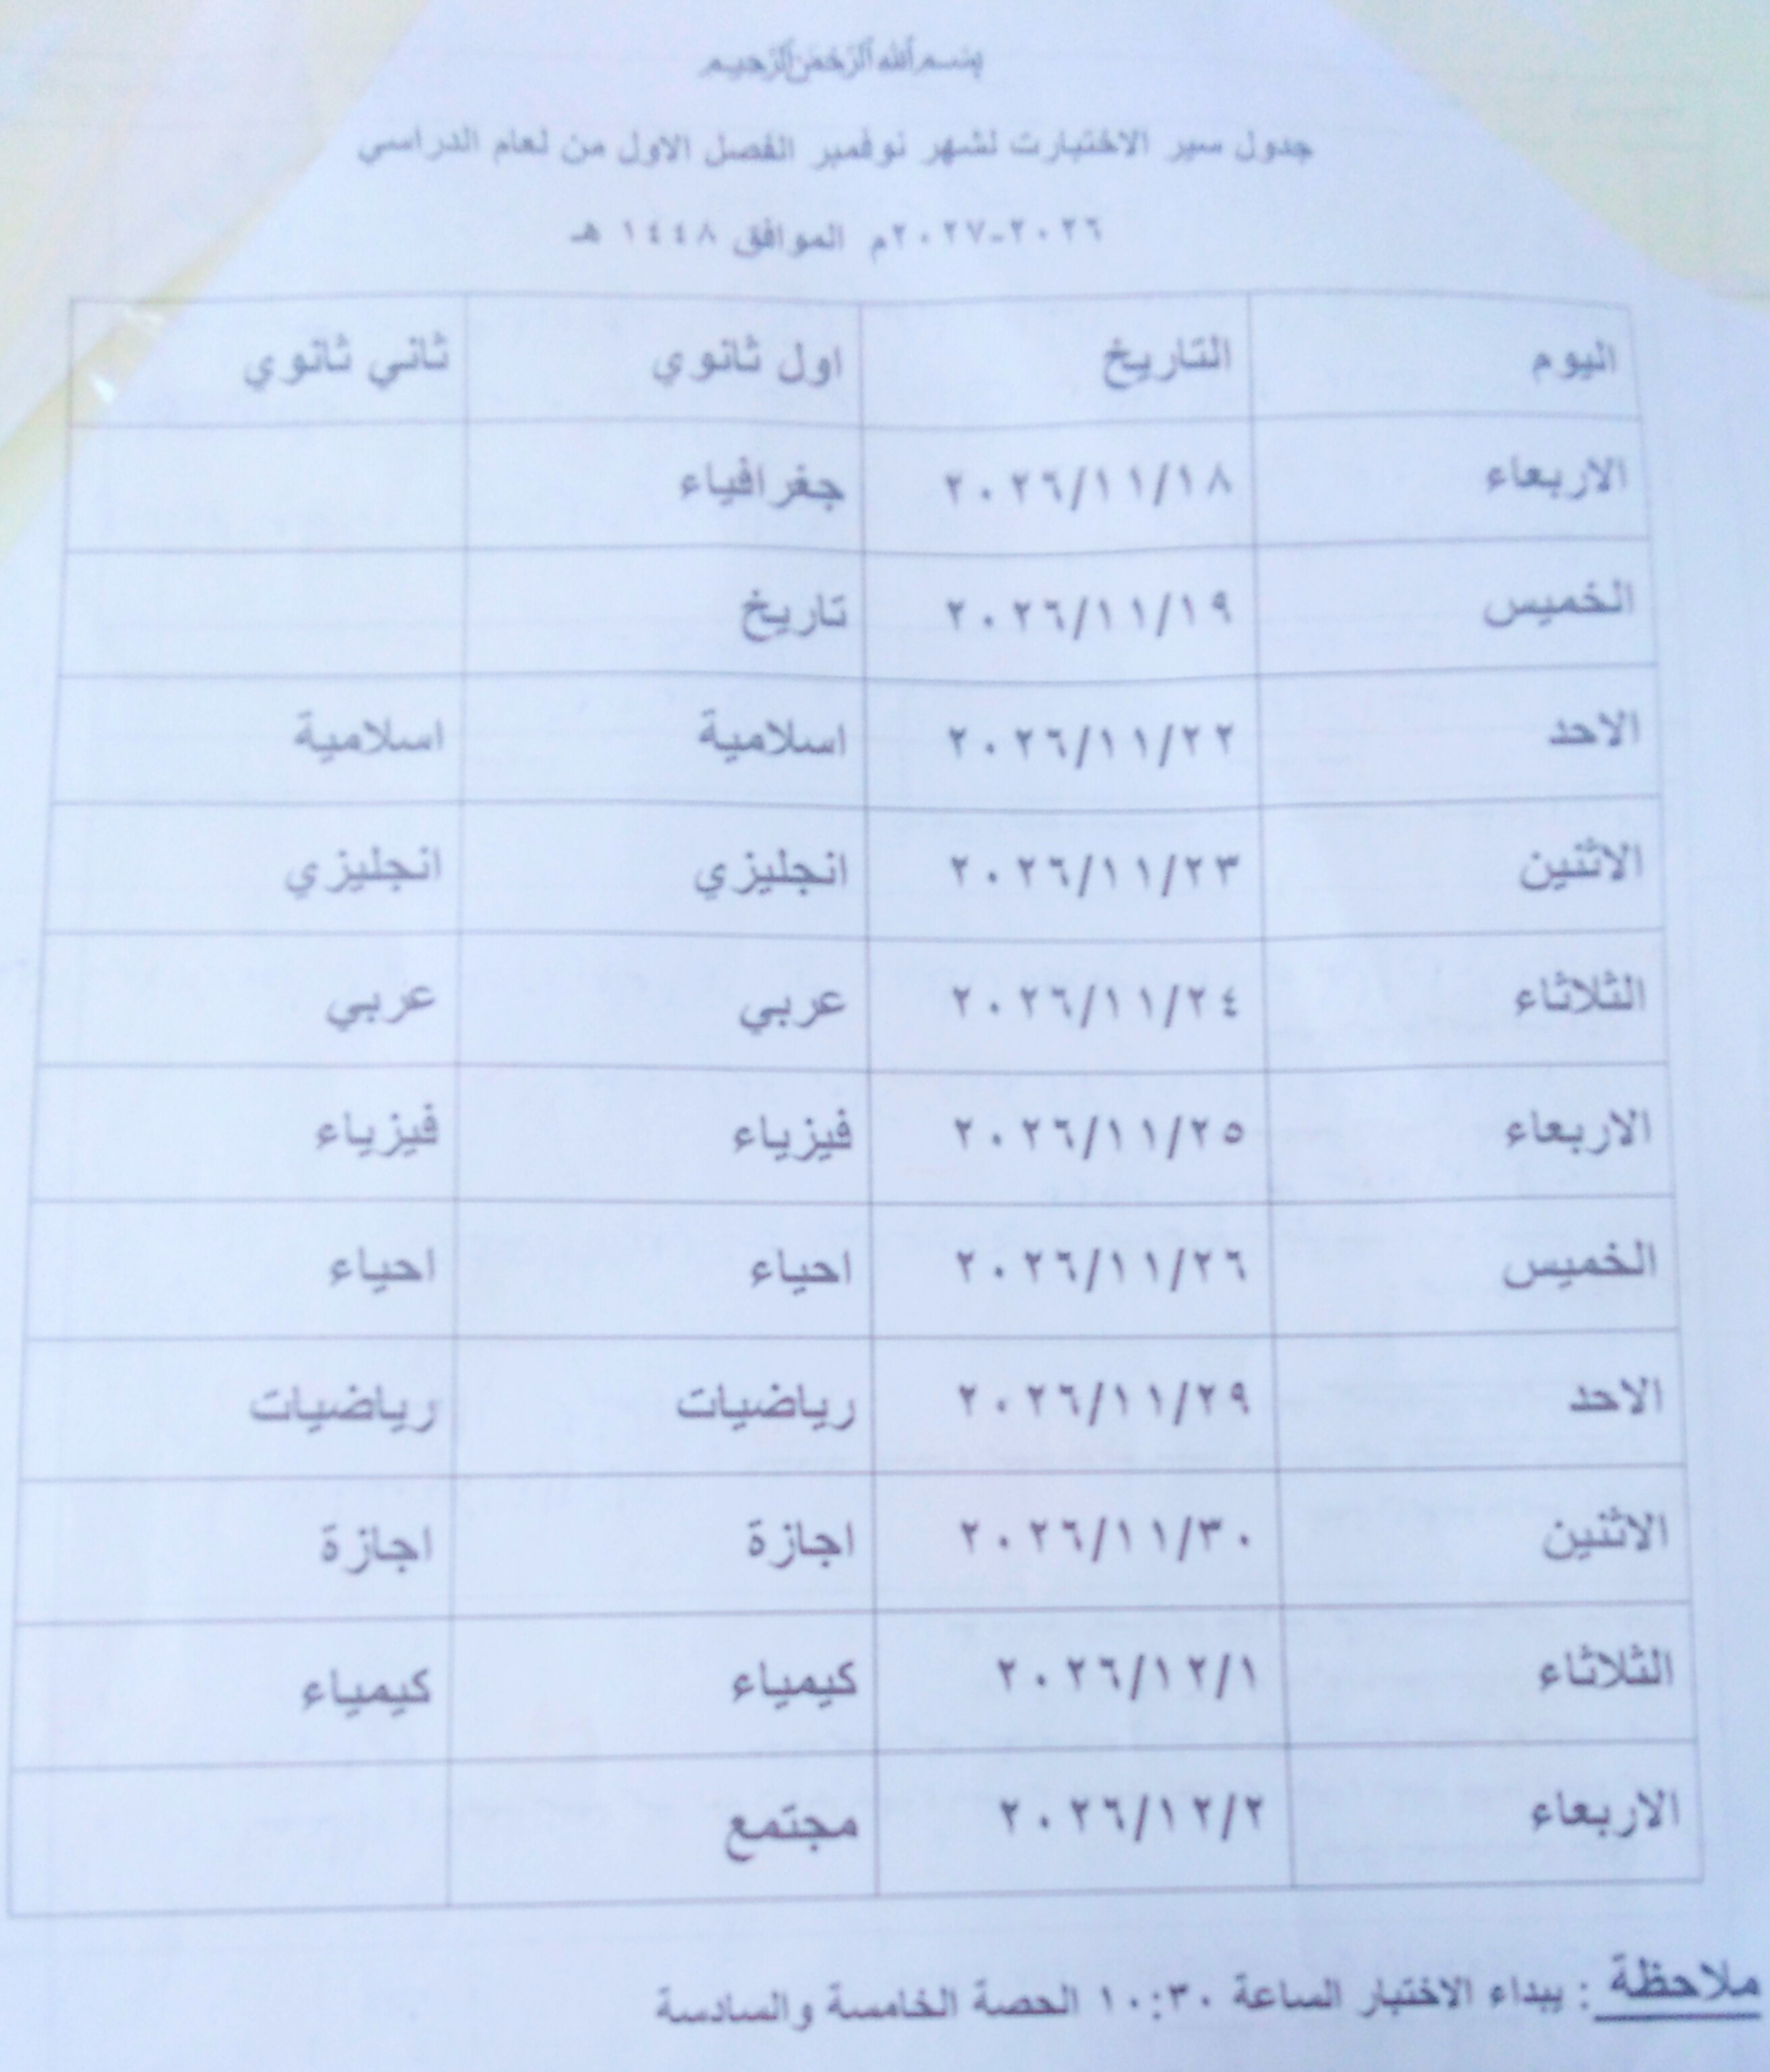 بسم الله الرحمن الرحيم
جدول سير الاختبارت لشهر نوفمبر الفصل الاول من لعام الدراسي
٢٠٢٦-٢٠٢٧م الموافق ١٤٤٨ هـ
اليوم التاريخ اول ثانوي ثاني ثانوي
الاربعاء ٢٠٢٦/١١/١٨ جغرافياء
الخميس ٢٠٢٦/١١/١٩ تاريخ
الاحد ٢٠٢٦/١١/٢٢ اسلامية اسلامية
الاثنين ٢٠٢٦/١١/٢٣ انجليزي انجليزي
الثلاثاء ٢٠٢٦/١١/٢٤ عربي عربي
الاربعاء ٢٠٢٦/١١/٢٥ فيزياء فيزياء
الخميس ٢٠٢٦/١١/٢٦ احياء احياء
الاحد ٢٠٢٦/١١/٢٩ رياضيات رياضيات
الاثنين ٢٠٢٦/١١/٣٠ اجازة اجازة
الثلاثاء ٢٠٢٦/١٢/١ كيمياء كيمياء
الاربعاء ٢٠٢٦/١٢/٢ مجتمع
ملاحظة : يبداء الاختبار الساعة ١٠:٣٠ الحصة الخامسة والسادسة